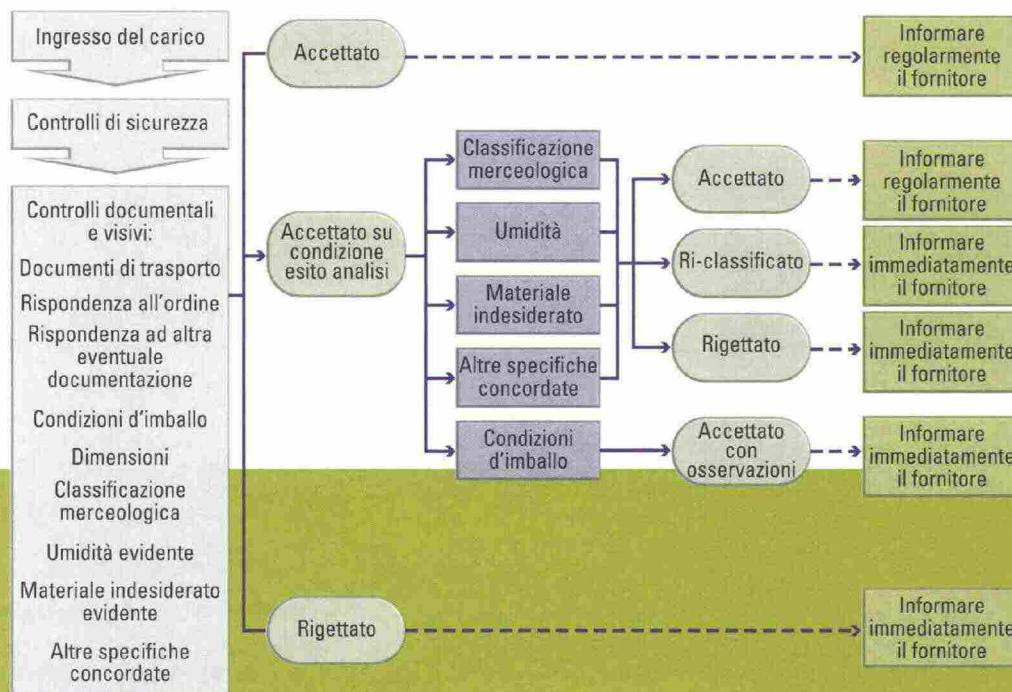 Ingresso del carico
Controlli di sicurezza
Controlli documentali
e visivi:
Documenti di trasporto
Rispondenza all'ordine
Rispondenza ad altra
eventuale
documentazione
Condizioni d'imballo
Dimensioni
Classificazione
merceologica
Umidità evidente
Materiale indesiderato
evidente
Altre specifiche
concordate
Accettato
Informare
regolarmente
il fornitore
Accettato su
condizione
esito analisi
Classificazione
merceologica
Umidità
Materiale
indesiderato
Altre specifiche
concordate
Condizioni
d'imballo
Accettato
Informare
regolarmente
il fornitore
Ri-classificato
Informare
immediatamente
il fornitore
Rigettato
Informare
immediatamente
il fornitore
Accettato
con
osservazioni
Informare
immediatamente
il fornitore
Rigettato
Informare
immediatamente
il fornitore